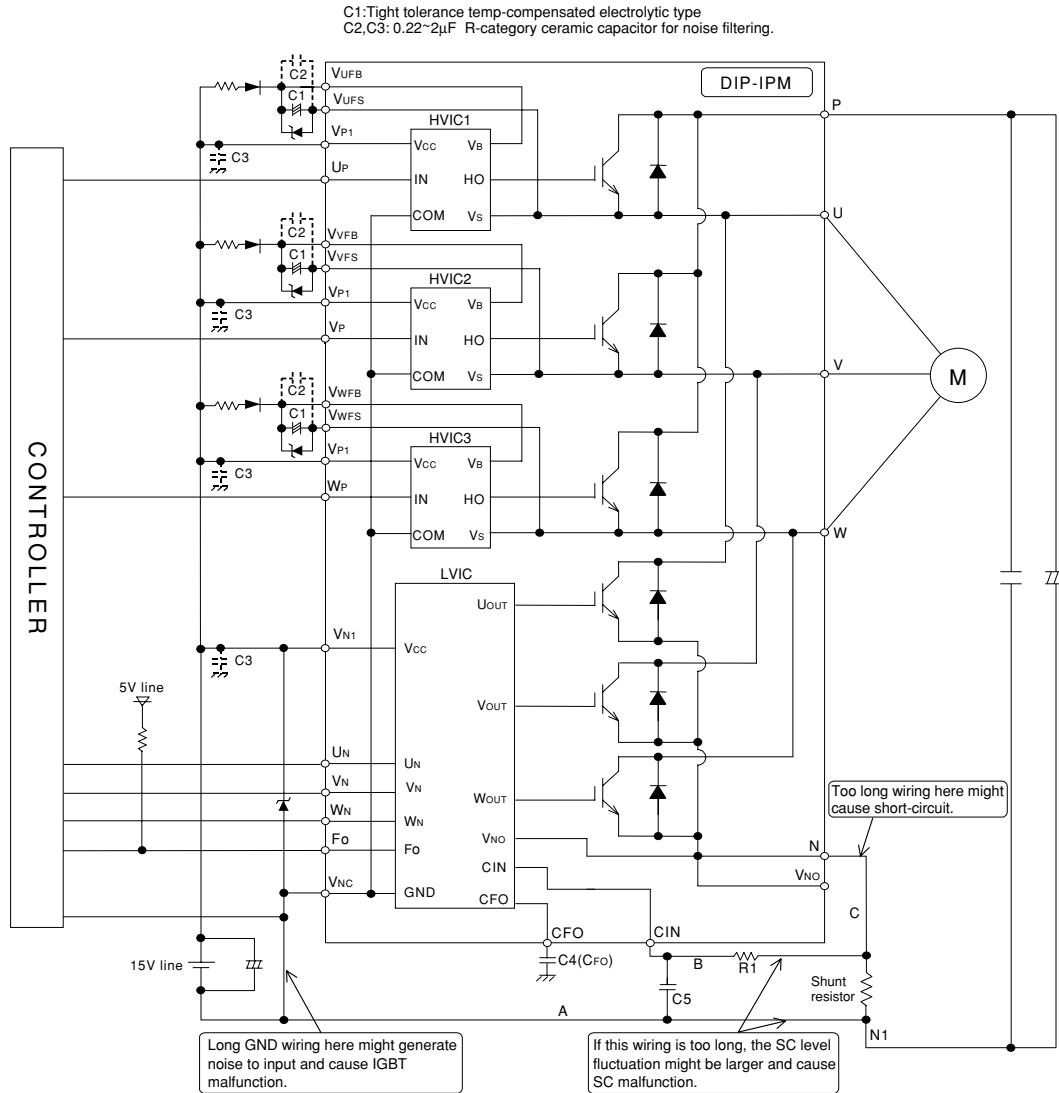 C1:Tight tolerance temp-compensated electrolytic type
C2,C3: 0.22~2μF R-category ceramic capacitor for noise filtering.
DIP-IPM
CONTROLLER
C2
C1
VUFB
VUFS
VP1
C3
UP
HVIC1
VCC
VB
IN
HO
COM
VS
P
U
C2
C1
VVFB
VVFS
VP1
C3
VP
HVIC2
VCC
VB
IN
HO
COM
VS
V
M
C2
C1
VWFB
VWFS
VP1
C3
WP
HVIC3
VCC
VB
IN
HO
COM
VS
W
LVIC
UOUT
VN1
VCC
C3
5V line
VOUT
UN
UN
VN
VN
WN
WN
WOUT
Fo
Fo
VNO
CIN
VNC
GND
CFO
Too long wiring here might
cause short-circuit.
N
VNO
C
CFO
CIN
C4(CFO)
15V line
B
R1
C5
Shunt
resistor
A
N1
Long GND wiring here might generate
noise to input and cause IGBT
malfunction.
If this wiring is too long, the SC level
fluctuation might be larger and cause
SC malfunction.